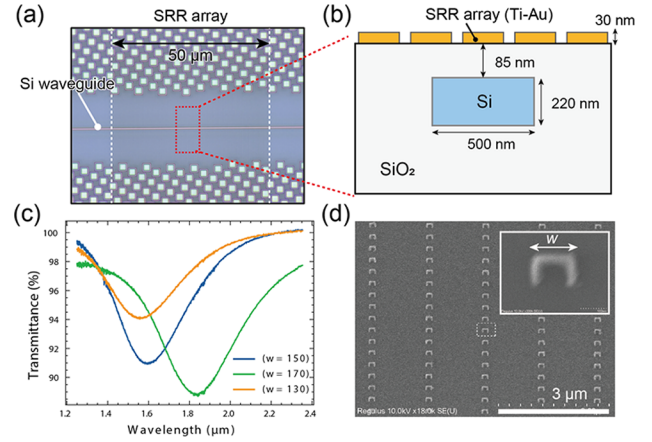 (a)
SRR array
50 μm
Si waveguide
(b)
SRR array (Ti-Au)
30 nm
85 nm
Si
220 nm
500 nm
SiO₂
(c)
Transmittance (%)
100
98
96
94
92
90
(w = 150)
(w = 170)
(w = 130)
1.2 1.4 1.6 1.8 2.0 2.2 2.4
Wavelength (μm)
(d)
w
3 μm
Regulus 10.0kV x18.0k SE(U)